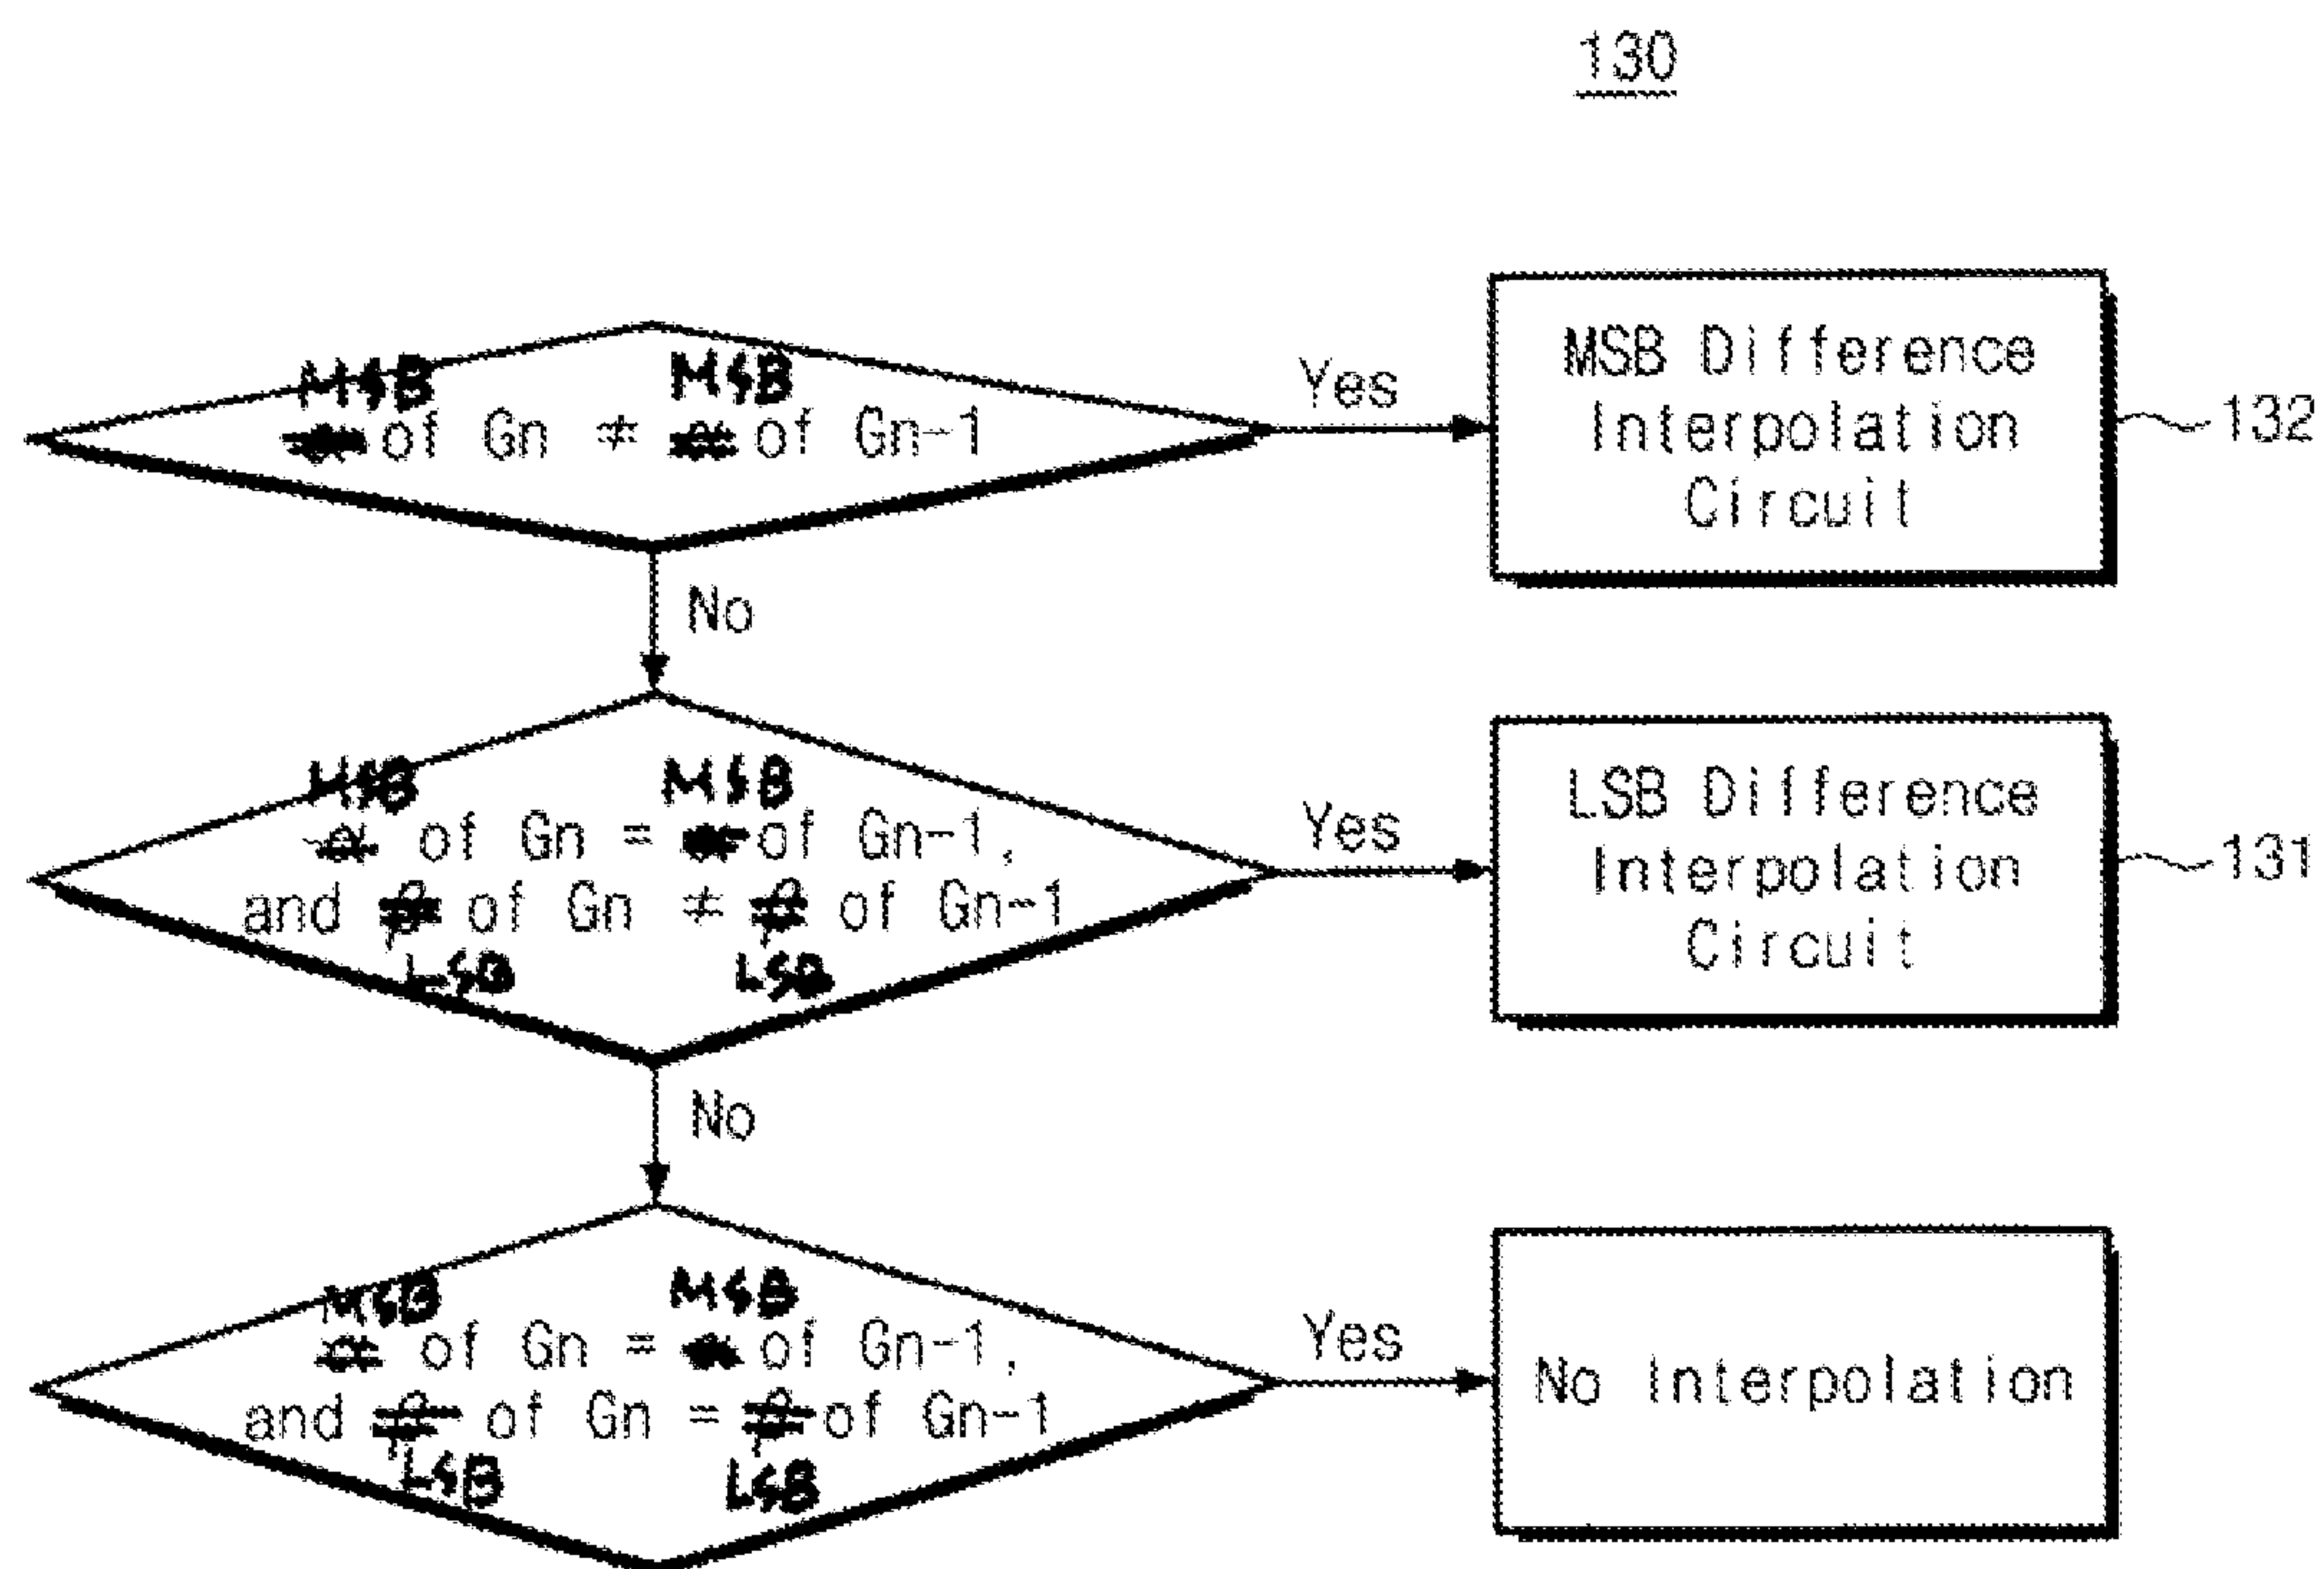 130
MSB MSB
of Gn ≠ of Gn-1
Yes
MSB Difference
Interpolation
Circuit
132
No
MSB MSB
α of Gn = of Gn-1,
and β of Gn ≠ β of Gn-1
LSB LSB
Yes
LSB Difference
Interpolation
Circuit
131
No
MSB MSB
α of Gn = of Gn-1,
and β of Gn = β of Gn-1
LSB LSB
Yes
No Interpolation